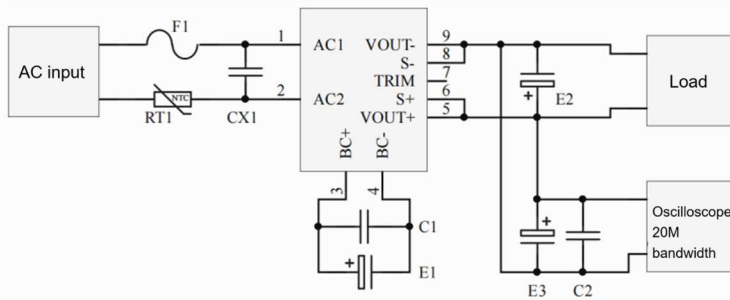 F1
AC input
NTC
RT1
CX1
1
2
AC1
AC2
VOUT-
S-
TRIM
S+
VOUT+
BC+
BC-
9
8
7
6
5
3
4
+
E2
Load
C1
+
E1
+
E3
C2
Oscilloscope
20M
bandwidth